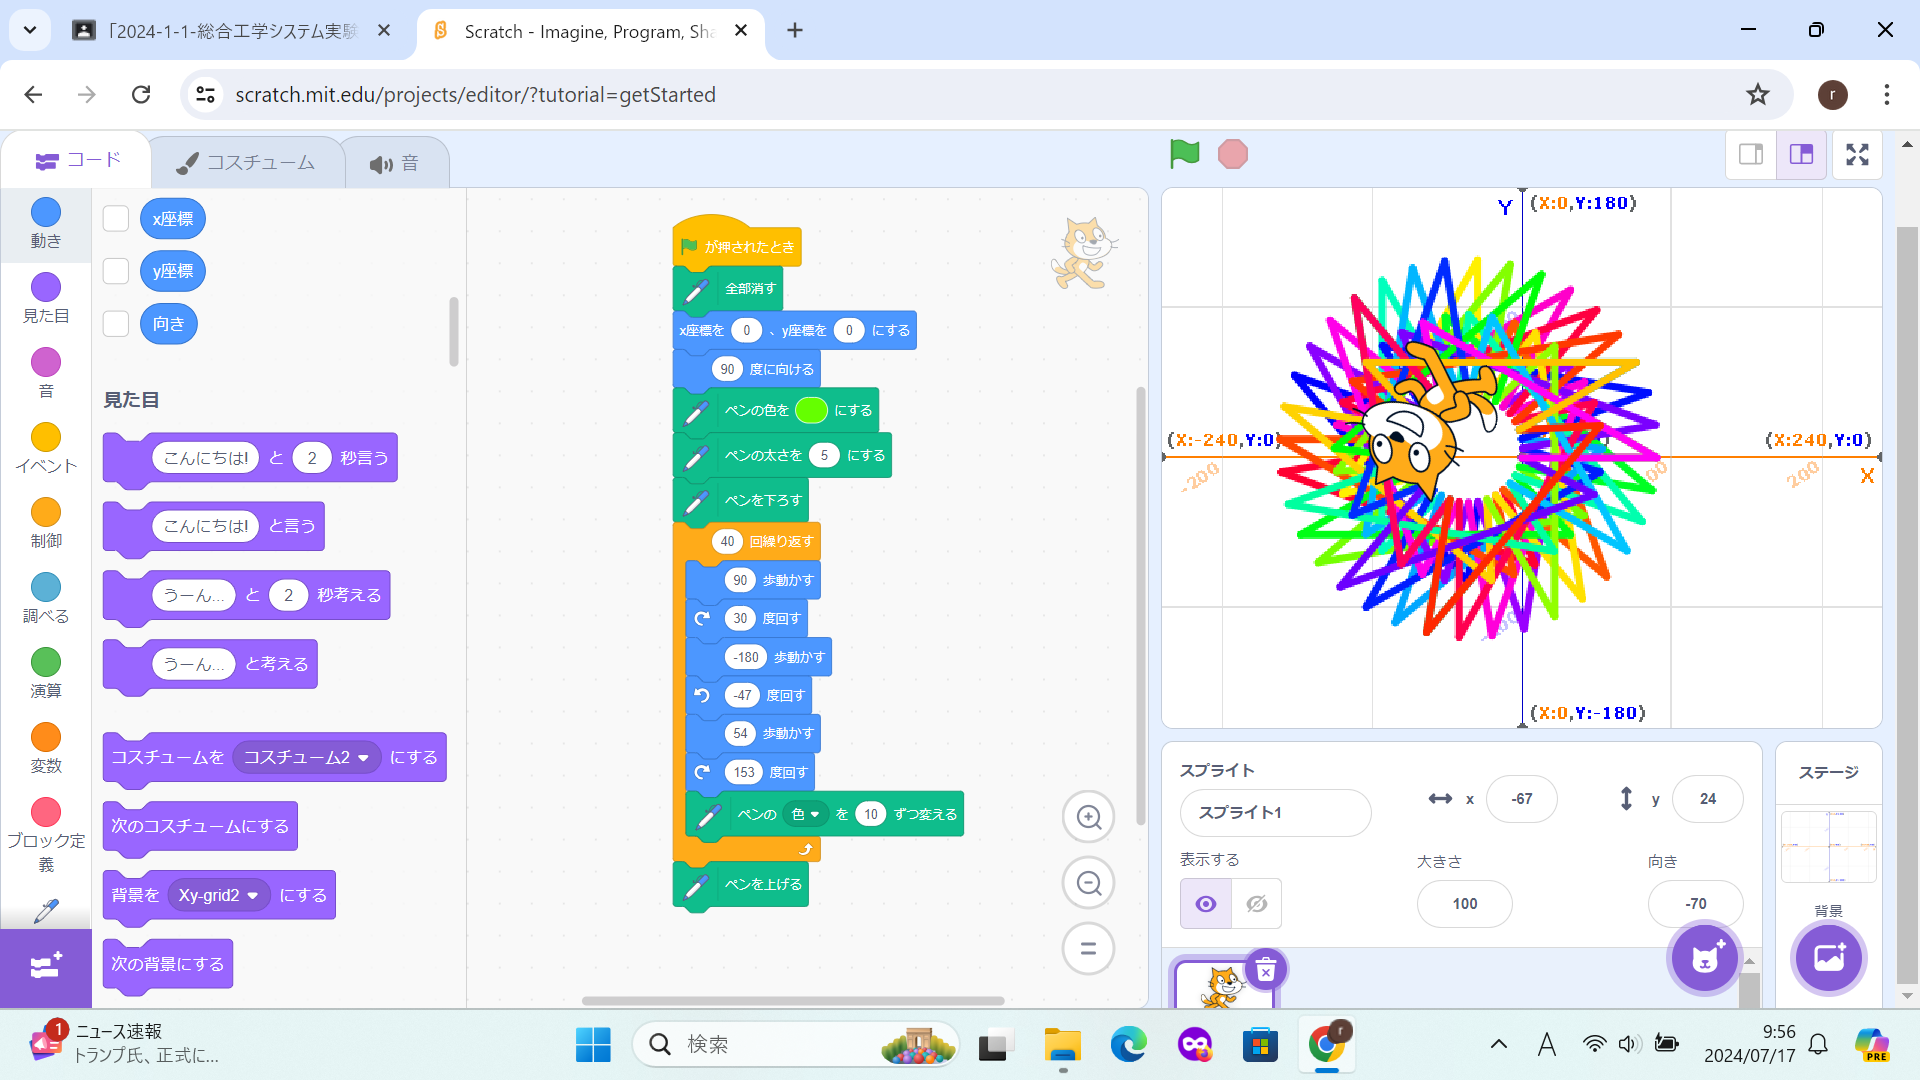 「2024-1-1-総合工学システム実験
Scratch - Imagine, Program, Sha
scratch.mit.edu/projects/editor/?tutorial=getStarted
r
コード
コスチューム
音
動き
見た目
音
イベント
制御
調べる
演算
変数
ブロック定
義
x座標
y座標
向き
見た目
こんにちは! と 2 秒言う
こんにちは! と言う
うーん... と 2 秒考える
うーん... と考える
コスチュームを コスチューム2 にする
次のコスチュームにする
背景を Xy-grid2 にする
次の背景にする
が押されたとき
全部消す
x座標を 0 、y座標を 0 にする
90 度に向ける
ペンの色を にする
ペンの太さを 5 にする
ペンを下ろす
40 回繰り返す
90 歩動かす
30 度回す
-180 歩動かす
-47 度回す
54 歩動かす
153 度回す
ペンの 色 を 10 ずつ変える
ペンを上げる
Y (X:0,Y:180)
(X:-240,Y:0)
(X:240,Y:0)
X
-200
200
(X:0,Y:-180)
スプライト
スプライト1
x -67
y 24
表示する
大きさ
100
向き
-70
ステージ
背景
1
ニュース速報
トランプ氏、正式に...
検索
r
A
9:56
2024/07/17
PRE